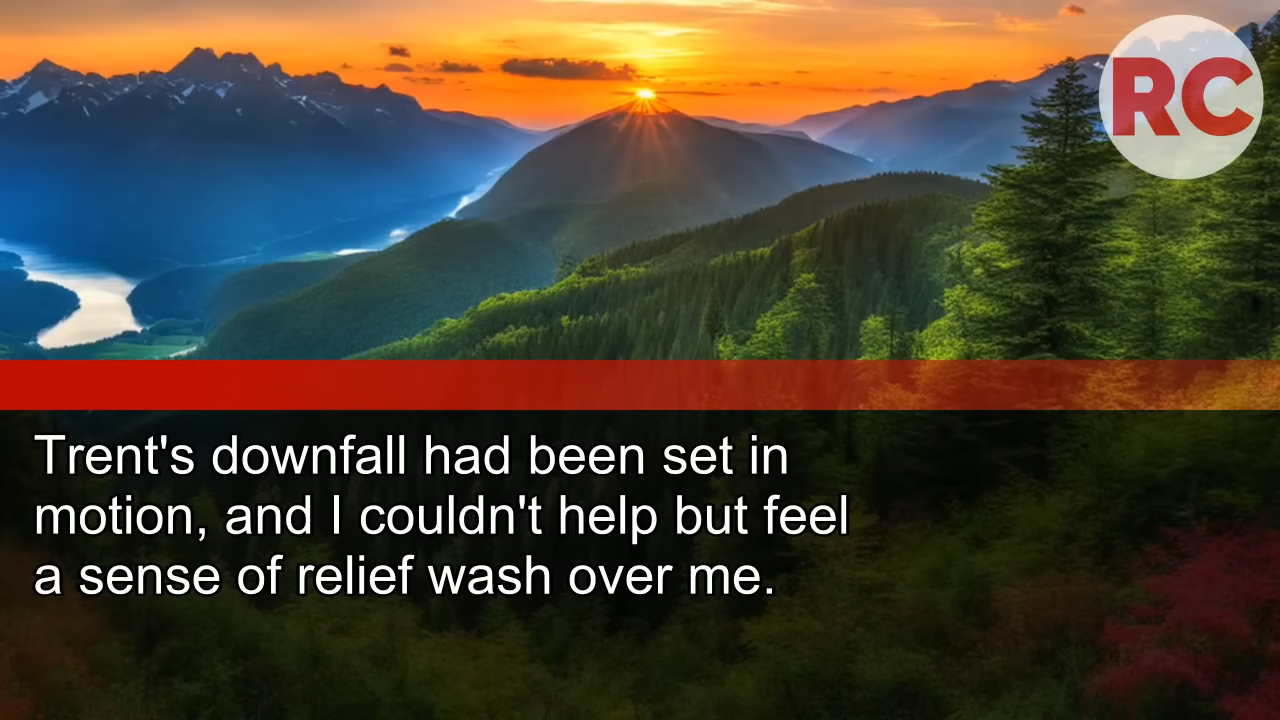 RC
Trent's downfall had been set in
motion, and I couldn't help but feel
a sense of relief wash over me.